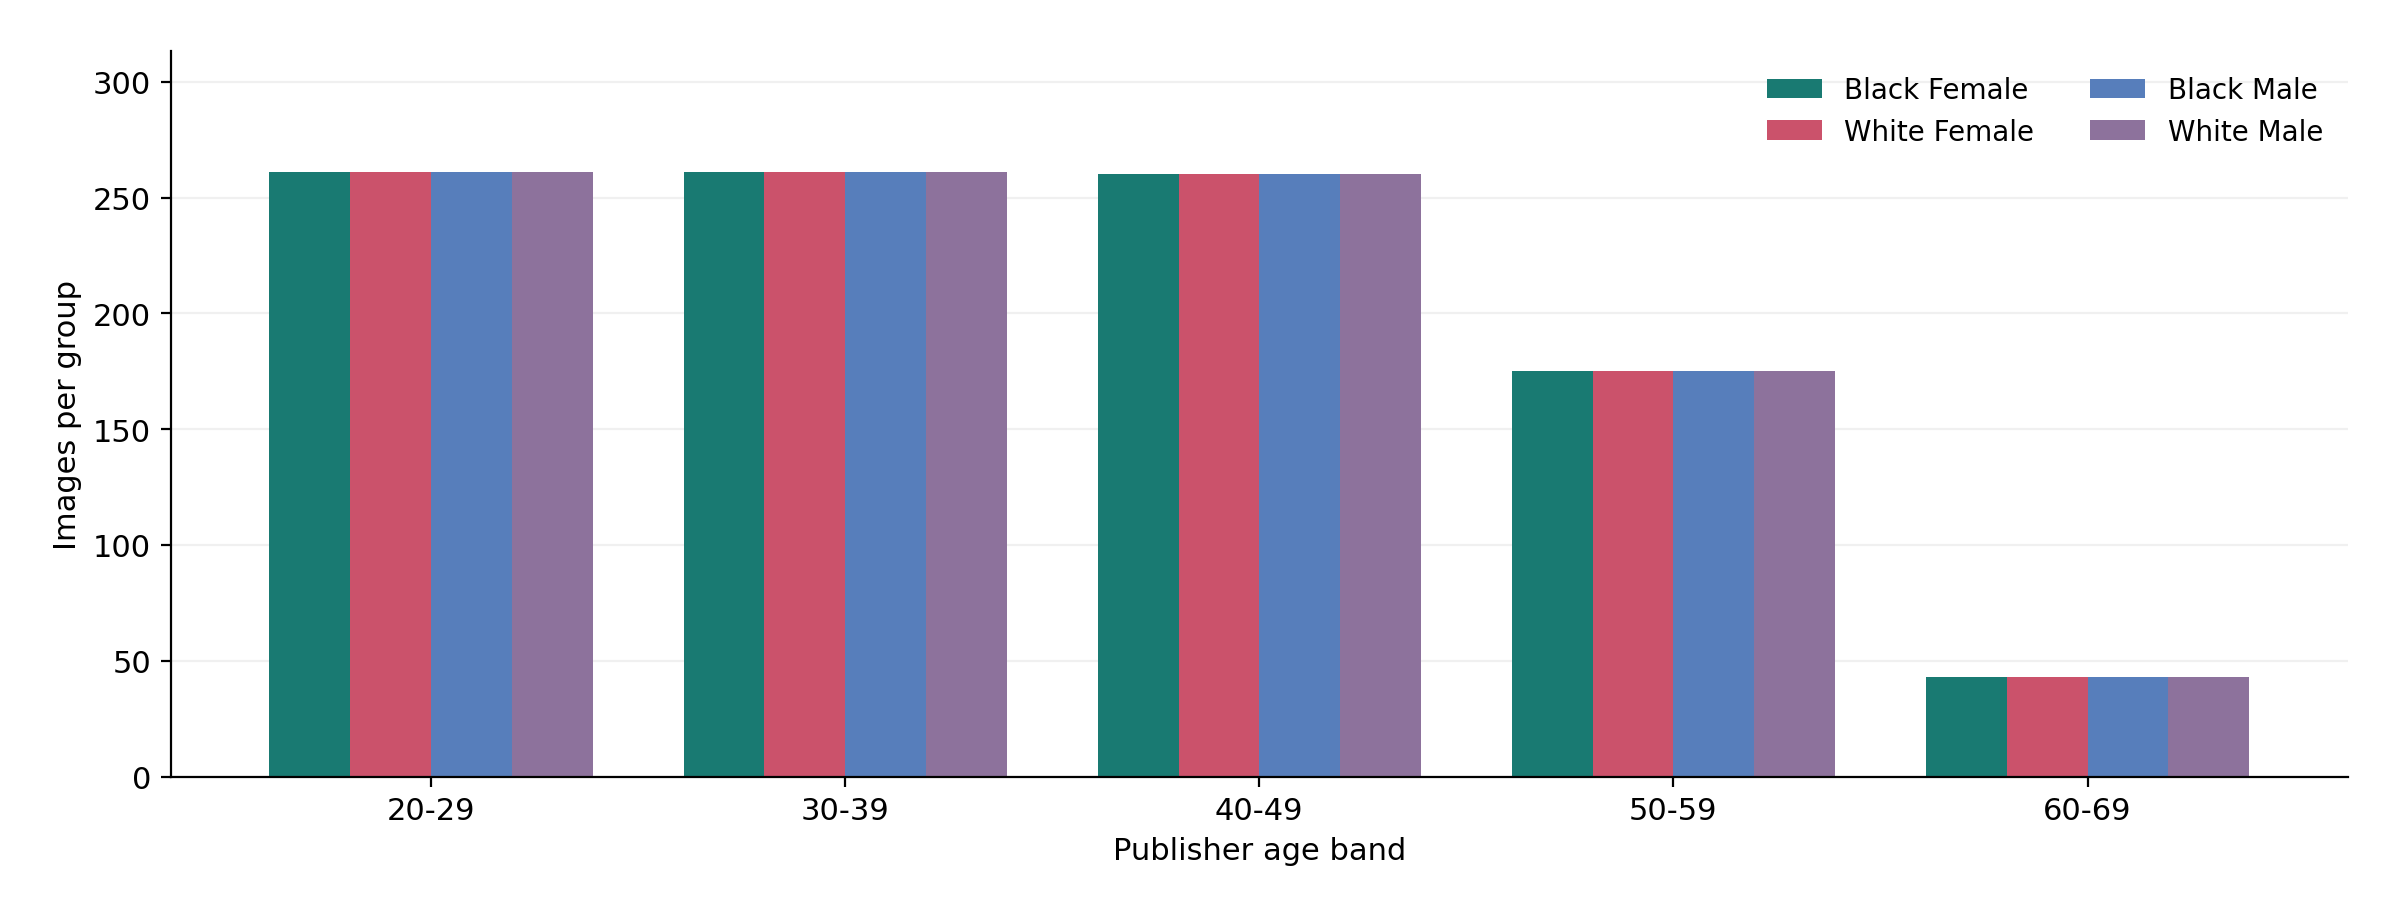 300
250
200
150
100
50
0
Images per group
Black Female
White Female
Black Male
White Male
20-29
30-39
40-49
50-59
60-69
Publisher age band